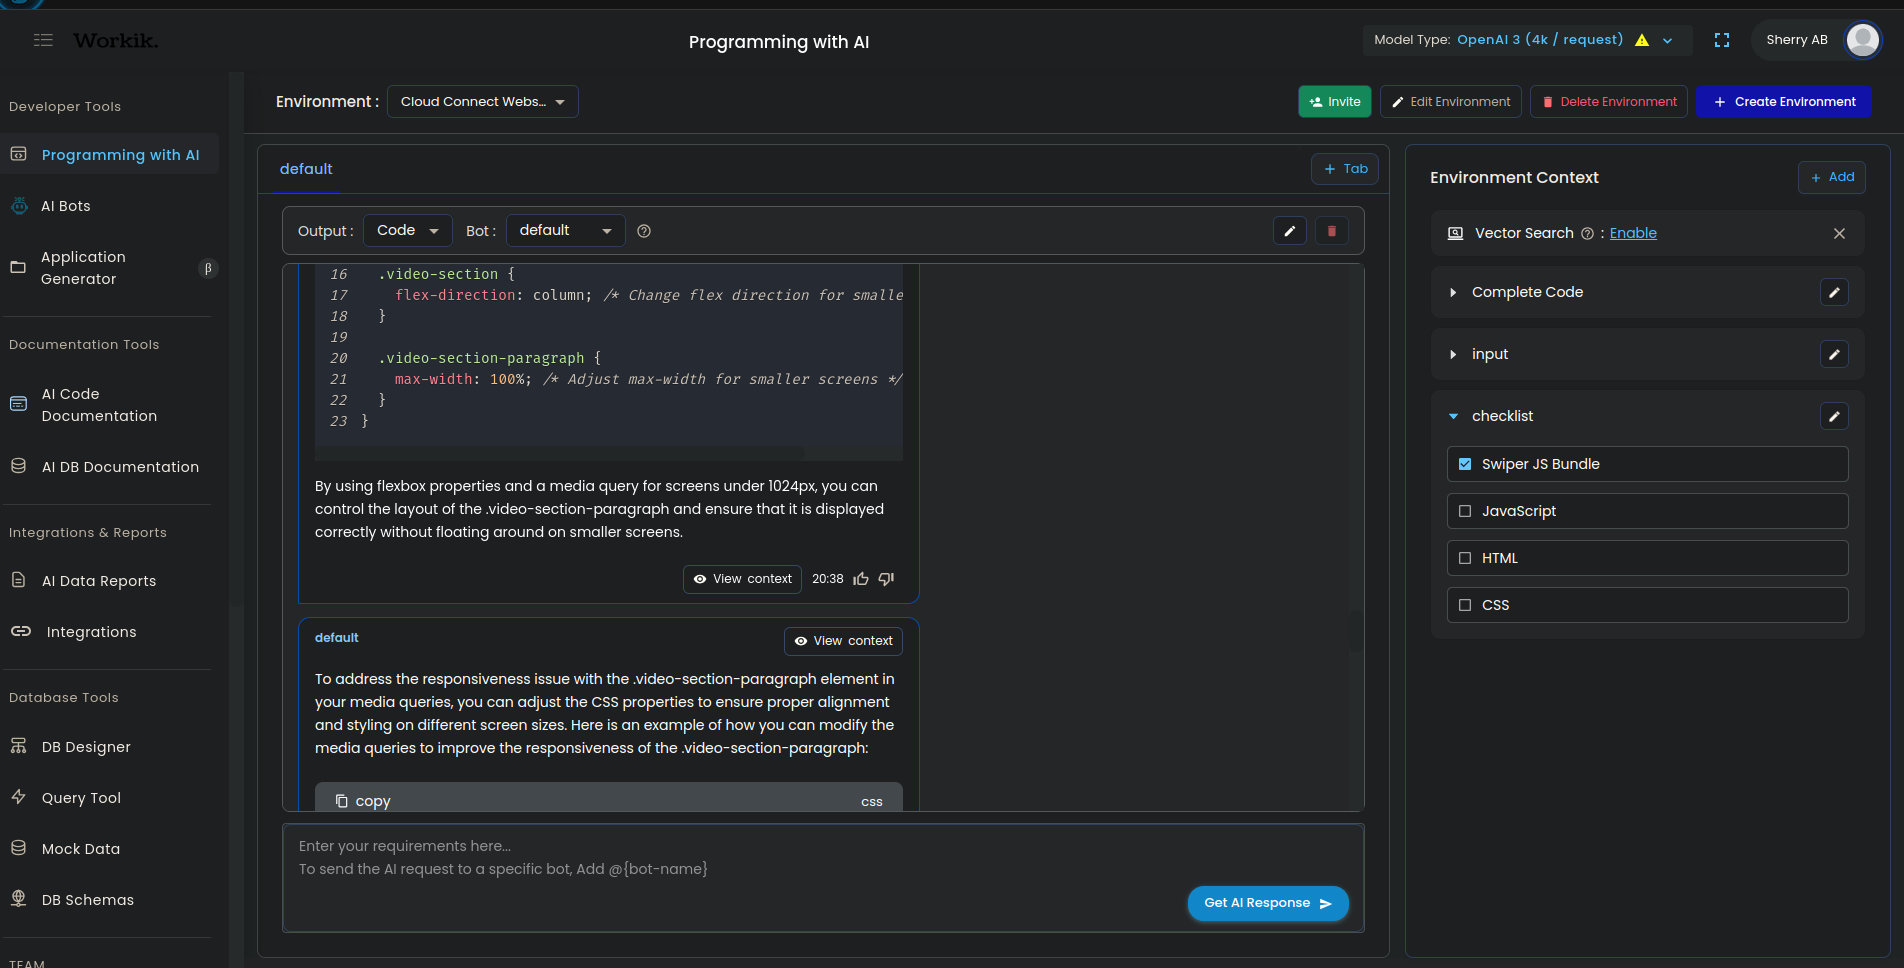 Workik.
Programming with AI
Model Type: OpenAI 3 (4k / request)
Sherry AB
Developer Tools
Programming with AI
AI Bots
Application
Generator
β
Documentation Tools
AI Code
Documentation
AI DB Documentation
Integrations & Reports
AI Data Reports
Integrations
Database Tools
DB Designer
Query Tool
Mock Data
DB Schemas
TEAM
Environment :
Cloud Connect Webs...
Invite
Edit Environment
Delete Environment
+ Create Environment
default
+ Tab
Output :
Code
Bot :
default
16 .video-section {
17 flex-direction: column; /* Change flex direction for smalle
18 }
19
20 .video-section-paragraph {
21 max-width: 100%; /* Adjust max-width for smaller screens */
22 }
23 }
By using flexbox properties and a media query for screens under 1024px, you can
control the layout of the .video-section-paragraph and ensure that it is displayed
correctly without floating around on smaller screens.
View context
20:38
default
View context
To address the responsiveness issue with the .video-section-paragraph element in
your media queries, you can adjust the CSS properties to ensure proper alignment
and styling on different screen sizes. Here is an example of how you can modify the
media queries to improve the responsiveness of the .video-section-paragraph:
copy
css
Enter your requirements here...
To send the AI request to a specific bot, Add @{bot-name}
Get AI Response
Environment Context
+ Add
Vector Search : Enable
Complete Code
input
checklist
Swiper JS Bundle
JavaScript
HTML
CSS